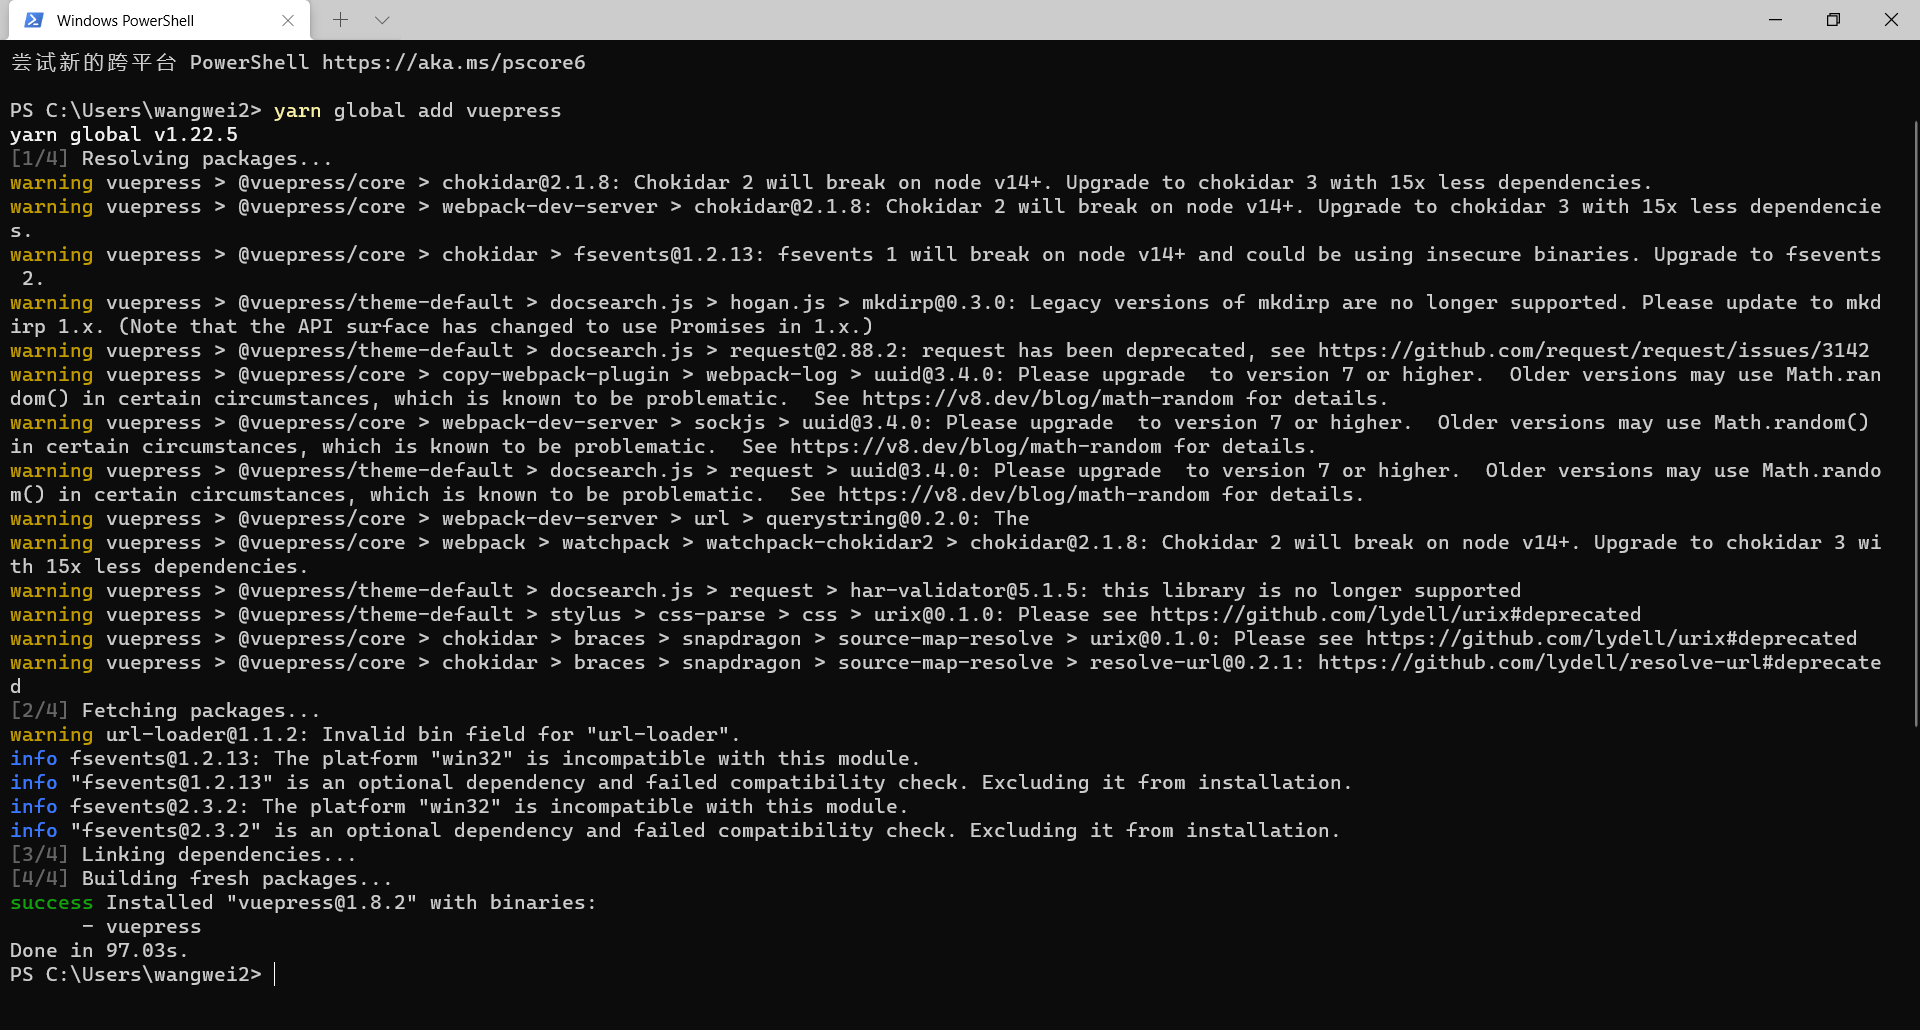 Windows PowerShell
尝试新的跨平台 PowerShell https://aka.ms/pscore6
PS C:\Users\wangwei2> yarn global add vuepress
yarn global v1.22.5
[1/4] Resolving packages...
warning vuepress > @vuepress/core > chokidar@2.1.8: Chokidar 2 will break on node v14+. Upgrade to chokidar 3 with 15x less dependencies.
warning vuepress > @vuepress/core > webpack-dev-server > chokidar@2.1.8: Chokidar 2 will break on node v14+. Upgrade to chokidar 3 with 15x less dependencie
s.
warning vuepress > @vuepress/core > chokidar > fsevents@1.2.13: fsevents 1 will break on node v14+ and could be using insecure binaries. Upgrade to fsevents
 2.
warning vuepress > @vuepress/theme-default > docsearch.js > hogan.js > mkdirp@0.3.0: Legacy versions of mkdirp are no longer supported. Please update to mkd
irp 1.x. (Note that the API surface has changed to use Promises in 1.x.)
warning vuepress > @vuepress/theme-default > docsearch.js > request@2.88.2: request has been deprecated, see https://github.com/request/request/issues/3142
warning vuepress > @vuepress/core > copy-webpack-plugin > webpack-log > uuid@3.4.0: Please upgrade  to version 7 or higher.  Older versions may use Math.ran
dom() in certain circumstances, which is known to be problematic.  See https://v8.dev/blog/math-random for details.
warning vuepress > @vuepress/core > webpack-dev-server > sockjs > uuid@3.4.0: Please upgrade  to version 7 or higher.  Older versions may use Math.random()
in certain circumstances, which is known to be problematic.  See https://v8.dev/blog/math-random for details.
warning vuepress > @vuepress/theme-default > docsearch.js > request > uuid@3.4.0: Please upgrade  to version 7 or higher.  Older versions may use Math.rando
m() in certain circumstances, which is known to be problematic.  See https://v8.dev/blog/math-random for details.
warning vuepress > @vuepress/core > webpack-dev-server > url > querystring@0.2.0: The
warning vuepress > @vuepress/core > webpack > watchpack > watchpack-chokidar2 > chokidar@2.1.8: Chokidar 2 will break on node v14+. Upgrade to chokidar 3 wi
th 15x less dependencies.
warning vuepress > @vuepress/theme-default > docsearch.js > request > har-validator@5.1.5: this library is no longer supported
warning vuepress > @vuepress/theme-default > stylus > css-parse > css > urix@0.1.0: Please see https://github.com/lydell/urix#deprecated
warning vuepress > @vuepress/core > chokidar > braces > snapdragon > source-map-resolve > urix@0.1.0: Please see https://github.com/lydell/urix#deprecated
warning vuepress > @vuepress/core > chokidar > braces > snapdragon > source-map-resolve > resolve-url@0.2.1: https://github.com/lydell/resolve-url#deprecate
d
[2/4] Fetching packages...
warning url-loader@1.1.2: Invalid bin field for "url-loader".
info fsevents@1.2.13: The platform "win32" is incompatible with this module.
info "fsevents@1.2.13" is an optional dependency and failed compatibility check. Excluding it from installation.
info fsevents@2.3.2: The platform "win32" is incompatible with this module.
info "fsevents@2.3.2" is an optional dependency and failed compatibility check. Excluding it from installation.
[3/4] Linking dependencies...
[4/4] Building fresh packages...
success Installed "vuepress@1.8.2" with binaries:
      - vuepress
Done in 97.03s.
PS C:\Users\wangwei2>